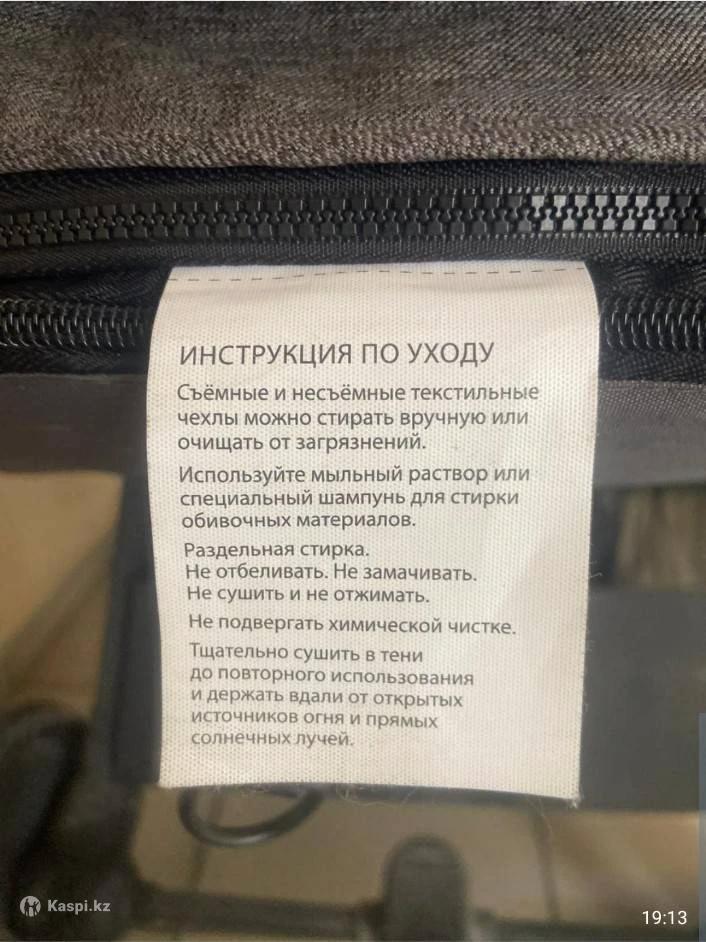 ИНСТРУКЦИЯ ПО УХОДУ
Съёмные и несъёмные текстильные
чехлы можно стирать вручную или
очищать от загрязнений.
Используйте мыльный раствор или
специальный шампунь для стирки
обивочных материалов.
Раздельная стирка.
Не отбеливать. Не замачивать.
Не сушить и не отжимать.
Не подвергать химической чистке.
Тщательно сушить в тени
до повторного использования
и держать вдали от открытых
источников огня и прямых
солнечных лучей.
Kaspi.kz
19:13